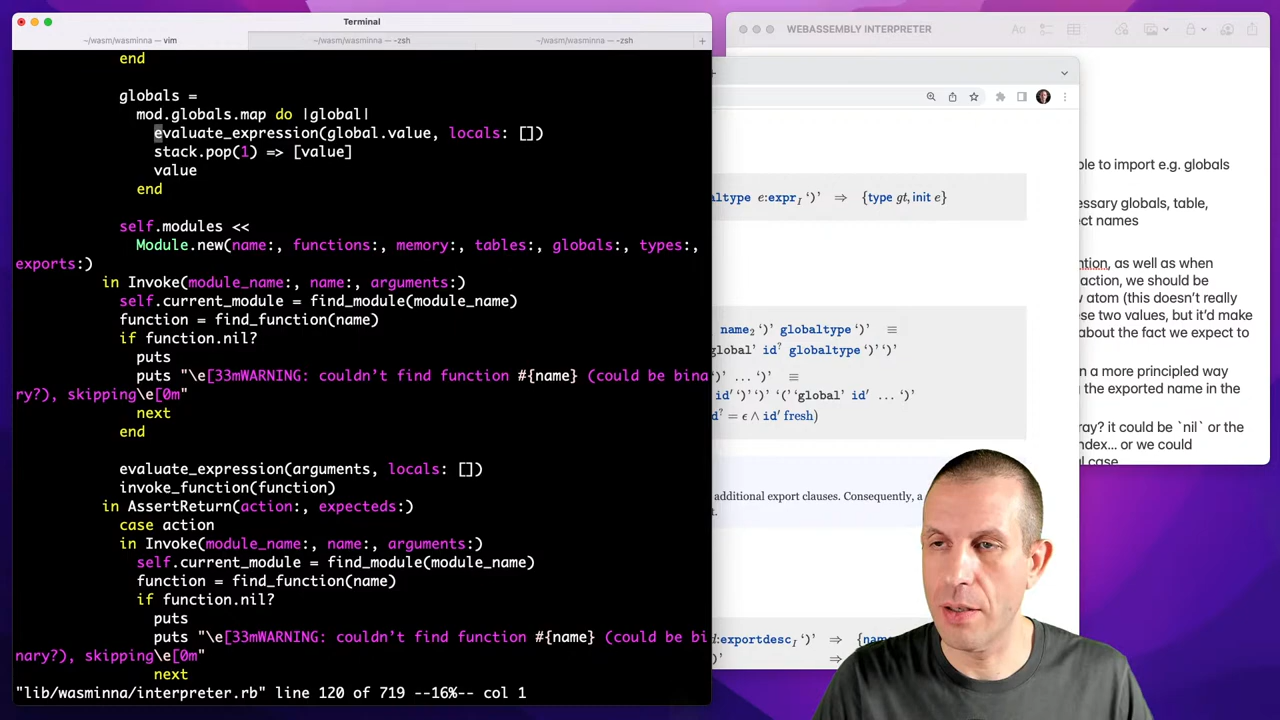 Terminal
~/wasm/wasminna — vim
~/wasm/wasminna — -zsh
~/wasm/wasminna — -zsh
+
end
globals =
mod.globals.map do |global|
evaluate_expression(global.value, locals: [])
stack.pop(1) => [value]
value
end
self.modules <<
Module.new(name:, functions:, memory:, tables:, globals:, types:,
exports:)
in Invoke(module_name:, name:, arguments:)
self.current_module = find_module(module_name)
function = find_function(name)
if function.nil?
puts
puts "\e[33mWARNING: couldn't find function #{name} (could be bina
ry?), skipping\e[0m"
next
end
evaluate_expression(arguments, locals: [])
invoke_function(function)
in AssertReturn(action:, expecteds:)
case action
in Invoke(module_name:, name:, arguments:)
self.current_module = find_module(module_name)
function = find_function(name)
if function.nil?
puts
puts "\e[33mWARNING: couldn't find function #{name} (could be bi
nary?), skipping\e[0m"
next
"lib/wasminna/interpreter.rb" line 120 of 719 --16%-- col 1
altype e:expr_I ')' ⇒ {type gt, init e}
name₂ ')' globaltype ')' ≡
global' id? globaltype ')' ')'
)' … ')' ≡
id' ')' ')' '(' 'global' id' … ')'
d? = ϵ ∧ id' fresh)
additional export clauses. Consequently, a
t.
d:exportdesc_I ')' ⇒ {name
)' ⇒
WEBASSEMBLY INTERPRETER
Aa
ble to import e.g. globals
essary globals, table,
ect names
ntion, as well as when
action, we should be
w atom (this doesn't really
ese two values, but it'd make
about the fact we expect to
n a more principled way
g the exported name in the
ray? it could be `nil` or the
ndex... or we could
al case